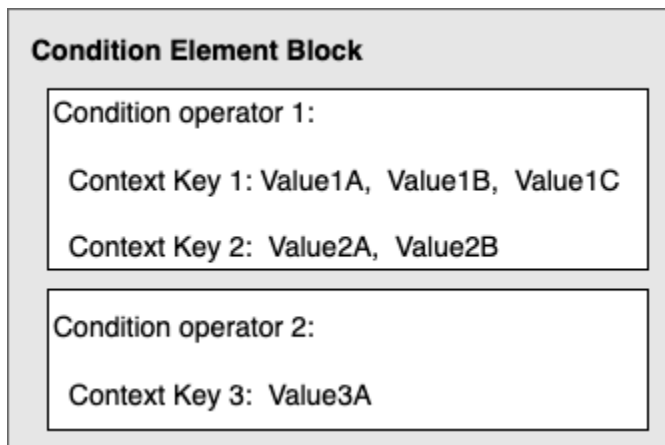 Condition Element Block
Condition operator 1:
Context Key 1: Value1A, Value1B, Value1C
Context Key 2: Value2A, Value2B
Condition operator 2:
Context Key 3: Value3A